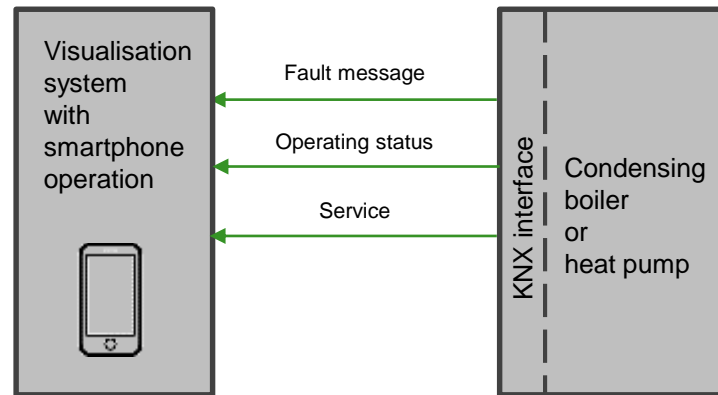 Visualisation
system
with
smartphone
operation
Fault message
Operating status
Service
KNX interface
Condensing
boiler
or
heat pump